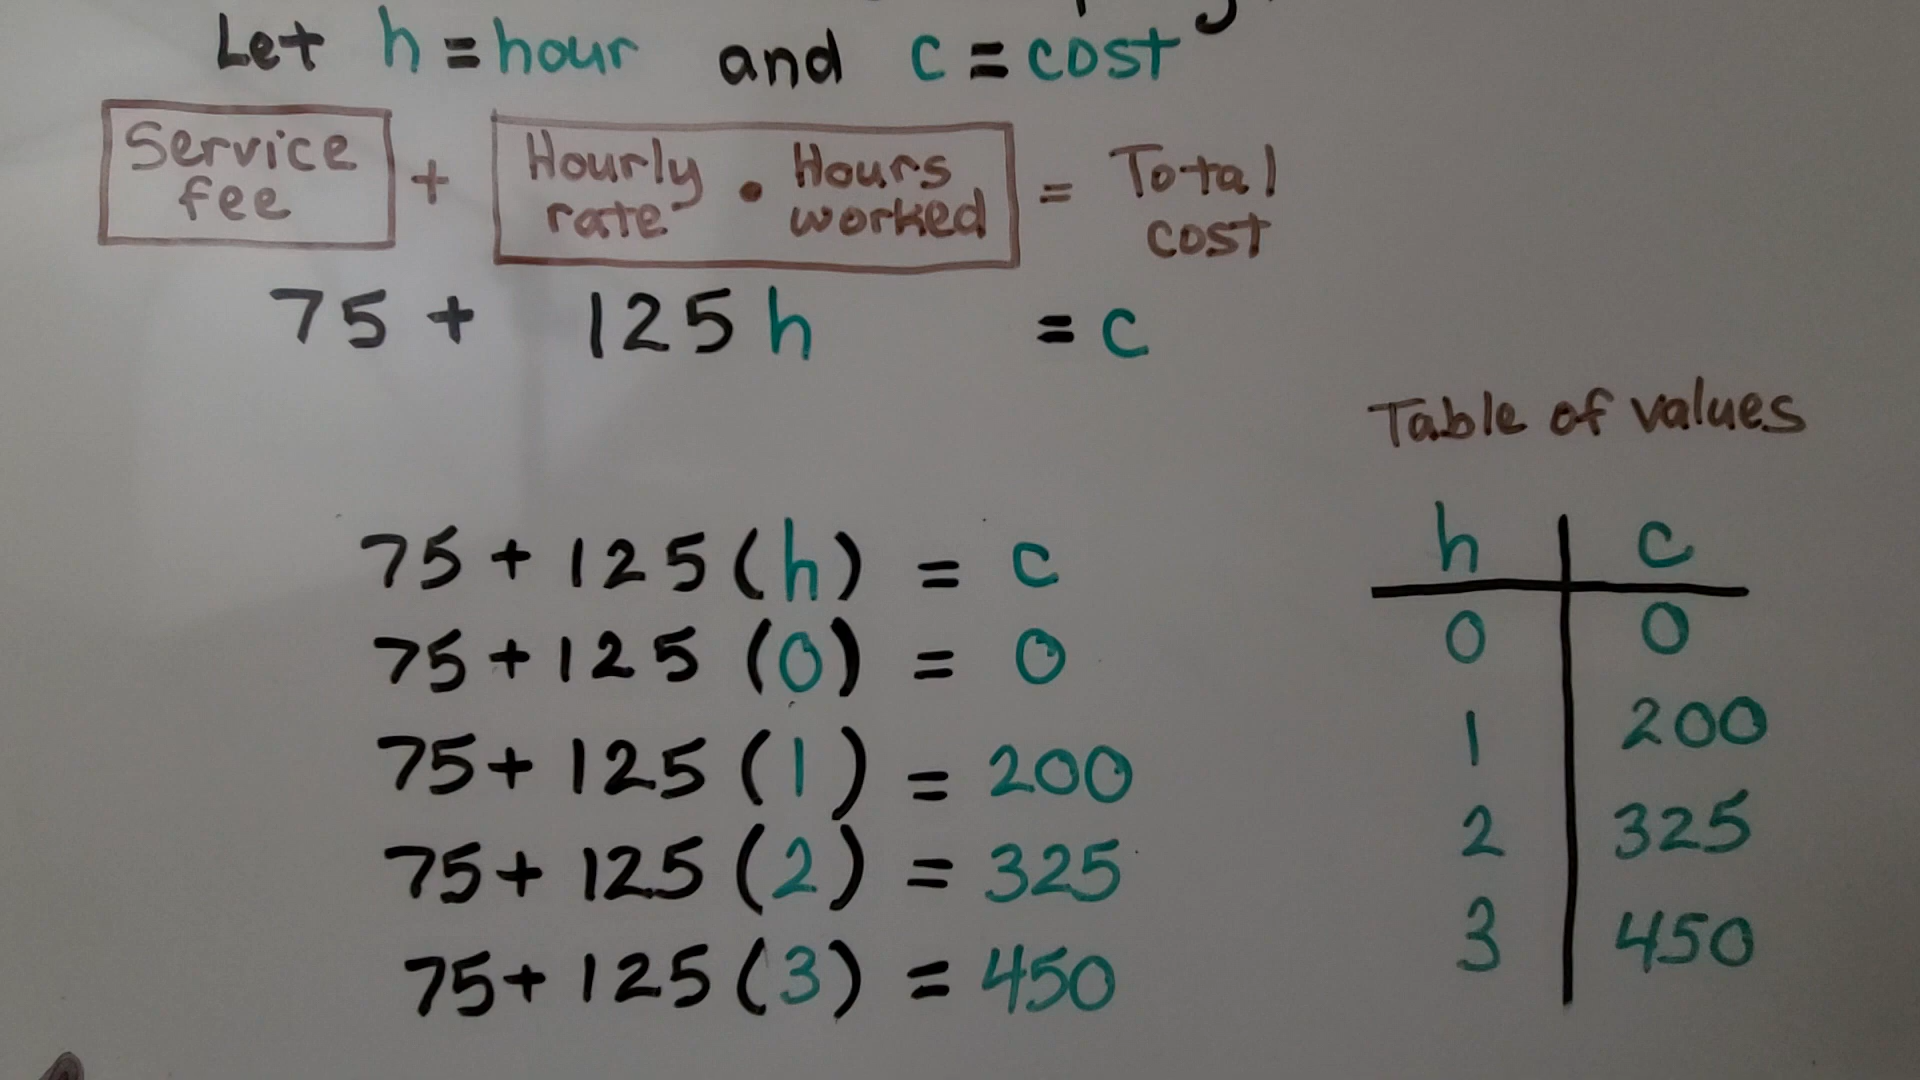 Let h = hour and c = cost
Service fee + Hourly rate • Hours worked = Total cost
75 + 125h = c
Table of values
75 + 125(h) = c
75 + 125(0) = 0
75 + 125(1) = 200
75 + 125(2) = 325
75 + 125(3) = 450
h c
0 0
1 200
2 325
3 450